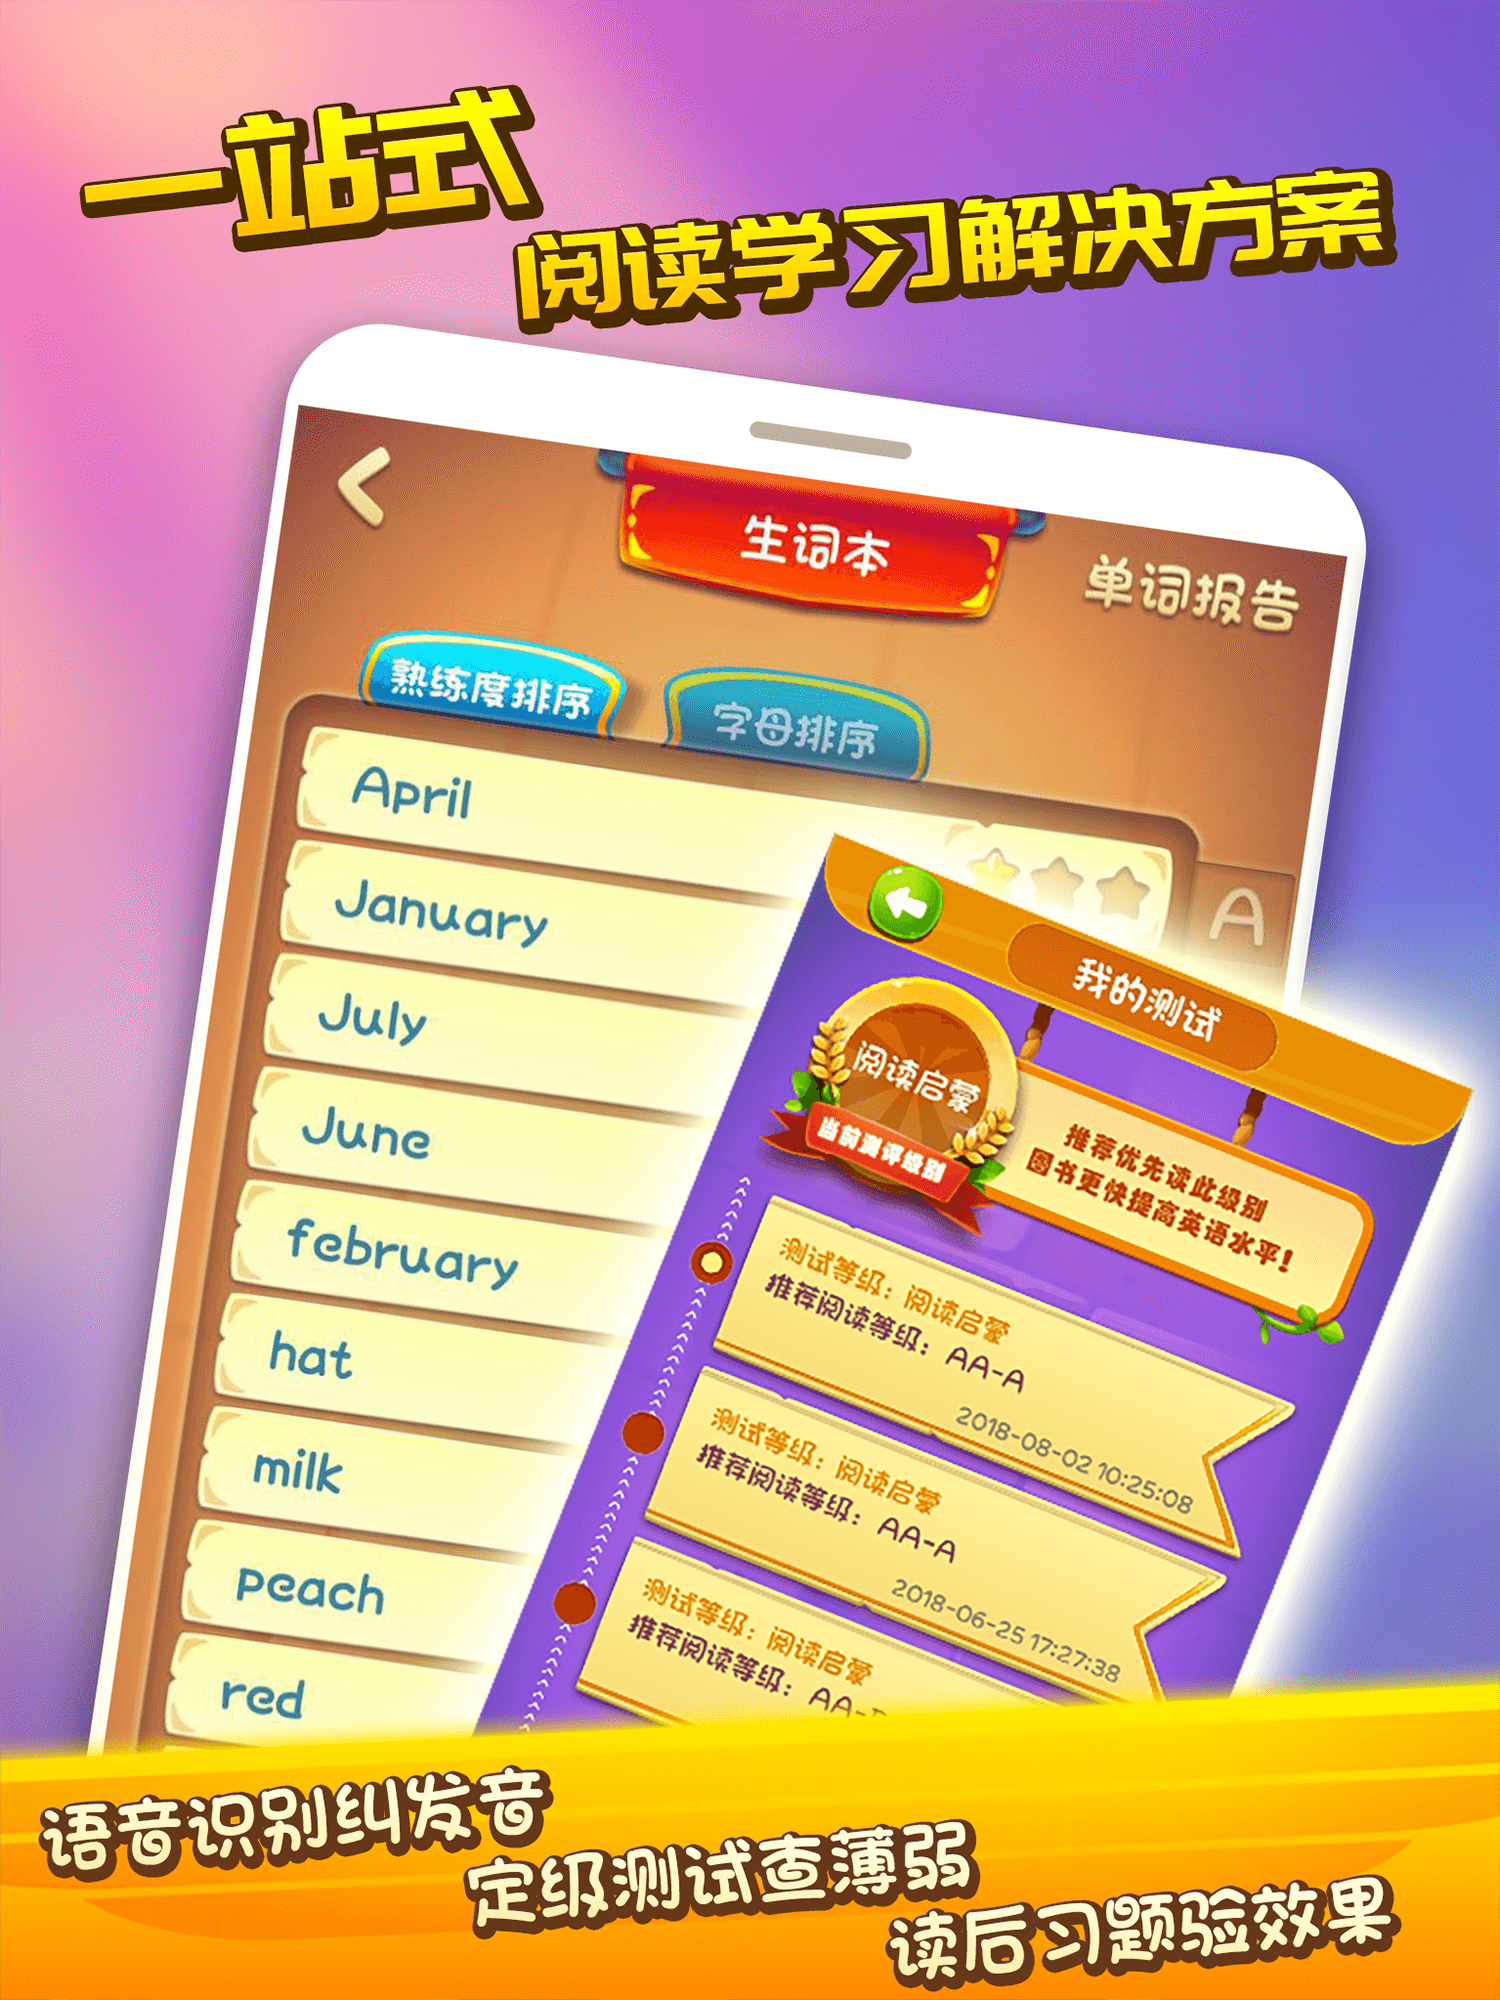 一站式
阅读学习解决方案
生词本
单词报告
熟练度排序
字母排序
April
January
July
June
february
hat
milk
peach
red
A
我的测试
阅读启蒙
当前测评级别
推荐优先读此级别
图书更快提高英语水平！
测试等级：阅读启蒙
推荐阅读等级：AA-A
2018-08-02 10:25:08
测试等级：阅读启蒙
推荐阅读等级：AA-A
2018-06-25 17:27:38
测试等级：阅读启蒙
推荐阅读等级：
语音识别纠发音
定级测试查薄弱
读后习题验效果